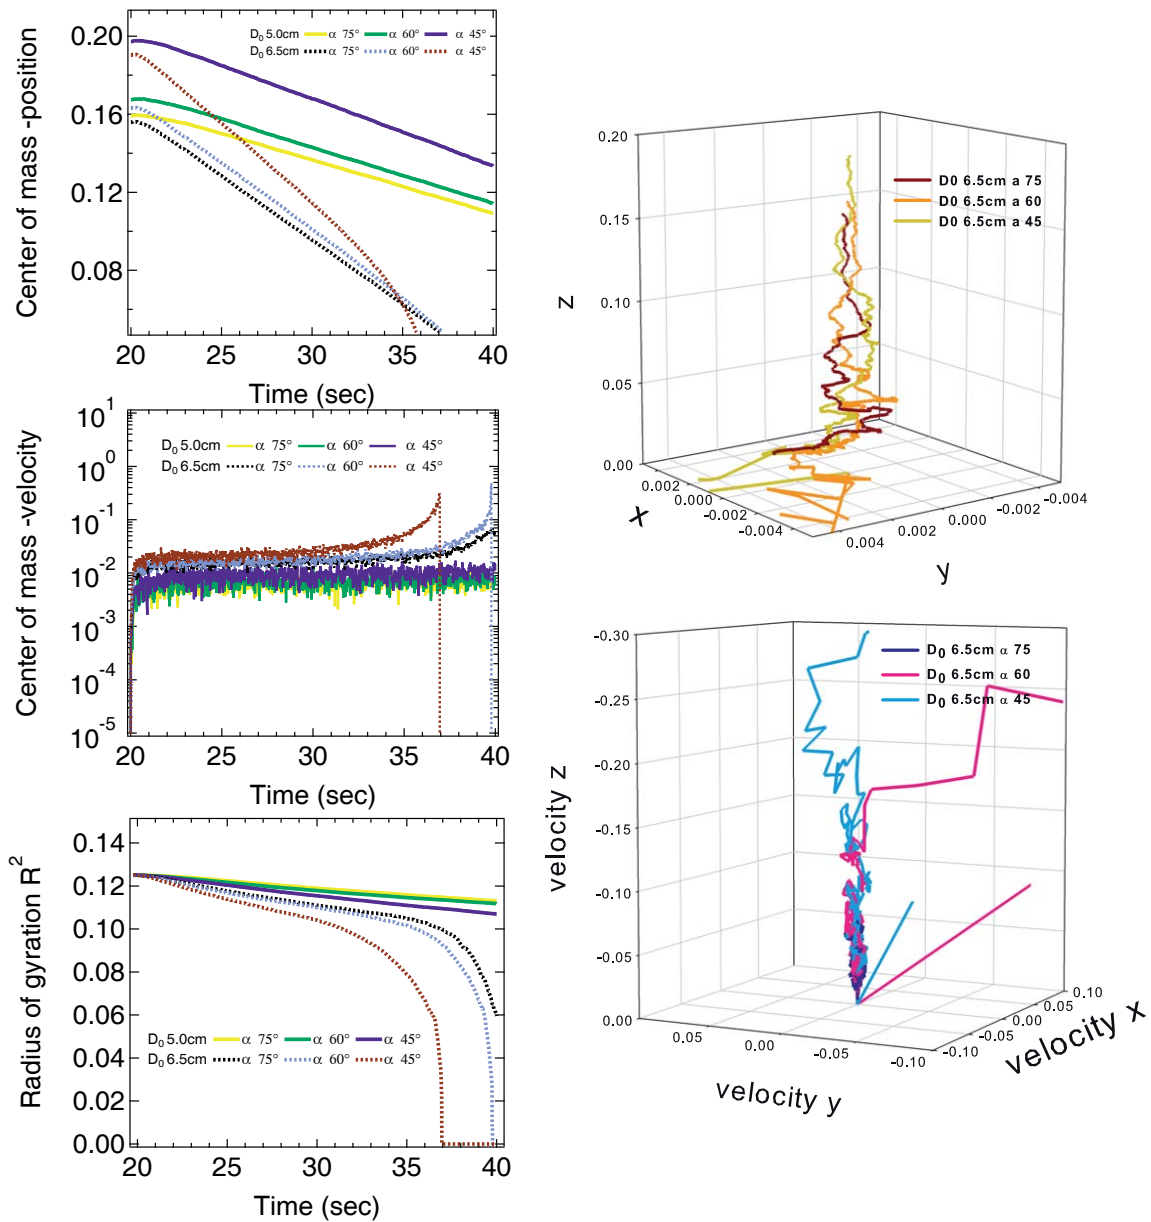 Center of mass -position
0.20
0.16
0.12
0.08
D₀ 5.0cm α 75° α 60° α 45°
D₀ 6.5cm α 75° α 60° α 45°
20 25 30 35 40
Time (sec)
Center of mass -velocity
10¹
10⁰
10⁻¹
10⁻²
10⁻³
10⁻⁴
10⁻⁵
D₀ 5.0cm α 75° α 60° α 45°
D₀ 6.5cm α 75° α 60° α 45°
20 25 30 35 40
Time (sec)
Radius of gyration R²
0.14
0.12
0.10
0.08
0.06
0.04
0.02
0.00
D₀ 5.0cm α 75° α 60° α 45°
D₀ 6.5cm α 75° α 60° α 45°
20 25 30 35 40
Time (sec)
z
0.20
0.15
0.10
0.05
0.00
D0 6.5cm a 75
D0 6.5cm a 60
D0 6.5cm a 45
0.002
0.000
-0.002
-0.004
x
0.004
0.002
0.000
-0.002
-0.004
y
velocity z
-0.30
-0.25
-0.20
-0.15
-0.10
-0.05
0.00
D₀ 6.5cm α 75
D₀ 6.5cm α 60
D₀ 6.5cm α 45
0.05
0.00
-0.05
-0.10
velocity y
-0.10
-0.05
0.00
0.05
0.10
velocity x